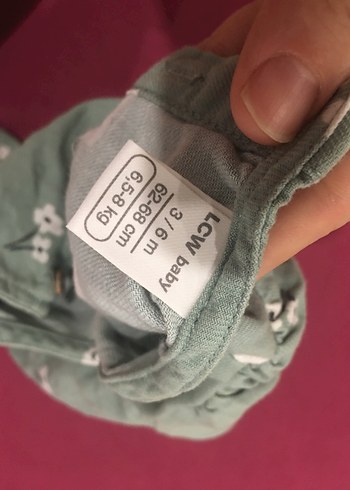 LCW baby
3 / 6 m
62-68 cm
6,5-8 kg